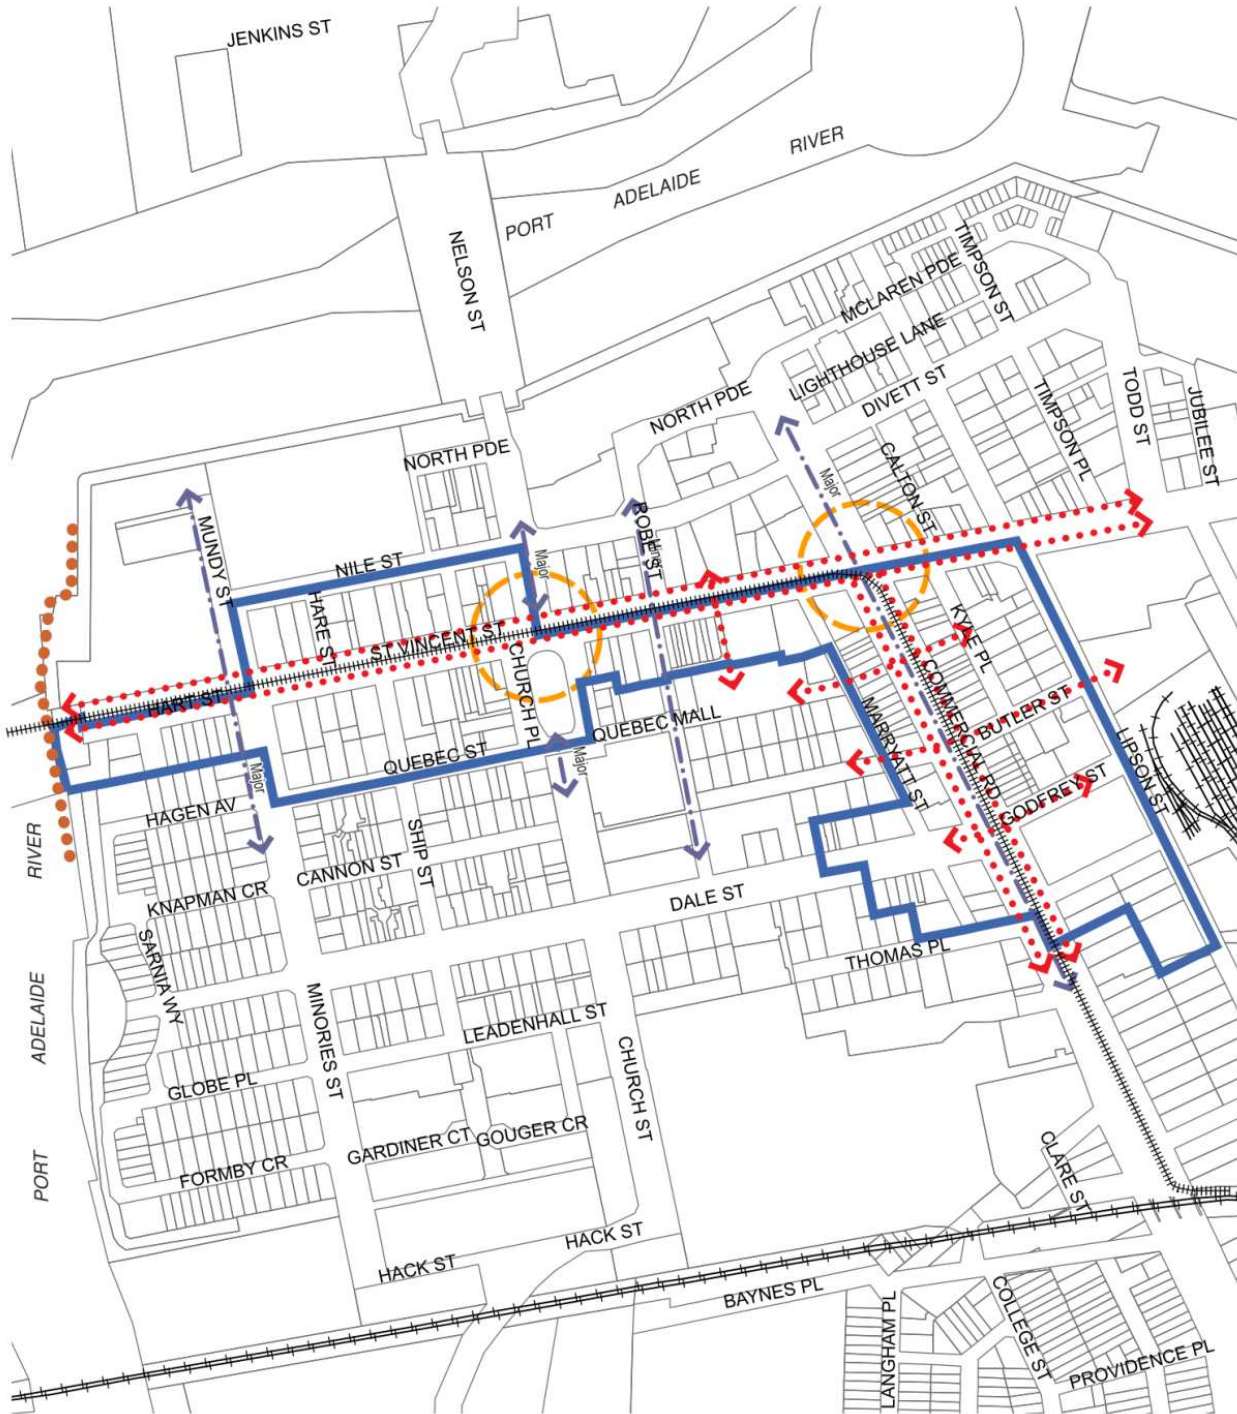 JENKINS ST
RIVER
ADELAIDE
PORT
NELSON ST
TIMPSON ST
MCLAREN PDE
LIGHTHOUSE LANE
DIVETT ST
NORTH PDE
TIMPSON PL
TODD ST
JUBILEE ST
NORTH PDE
CALTON ST
Major
MUNDY ST
NILE ST
Major
ROBE ST
Minor
HARE ST
ST VINCENT ST
KYLE PL
HART ST
CHURCH PL
COMMERCIAL RD
MARRYATT ST
BUTLER ST
QUEBEC MALL
QUEBEC ST
LIPSON ST
Major
Major
GODFREY ST
HAGEN AV
RIVER
SHIP ST
CANNON ST
KNAPMAN CR
DALE ST
SARNIA WY
THOMAS PL
ADELAIDE
MINORIES ST
LEADENHALL ST
GLOBE PL
CHURCH ST
GARDINER CT
GOUGER CR
PORT
FORMBY CR
CLARE ST
HACK ST
HACK ST
BAYNES PL
LANGHAM PL
COLLEGE ST
PROVIDENCE PL